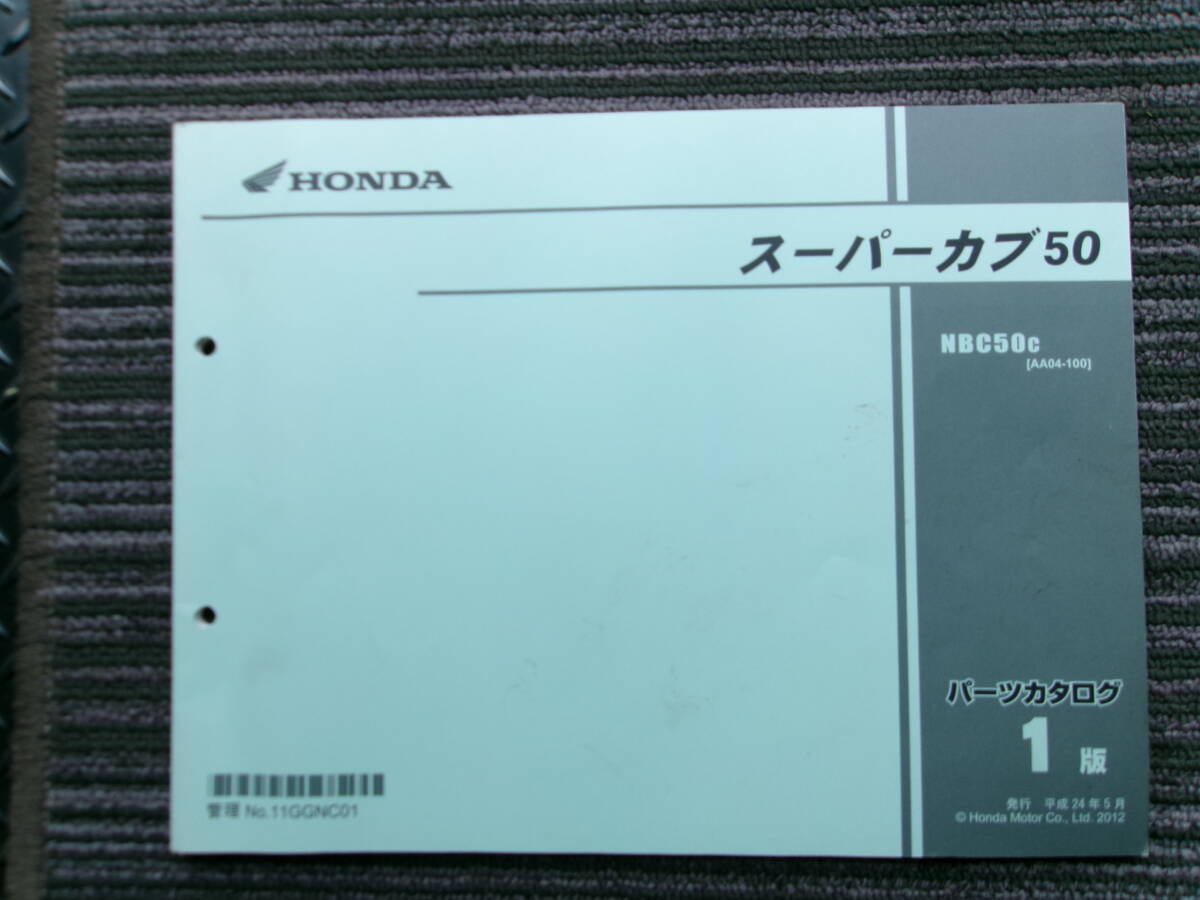 HONDA
スーパーカブ50
NBC50C
[AA04-100]
パーツカタログ
1版
発行 平成24年5月
© Honda Motor Co., Ltd. 2012
管理 No.11GGNC01